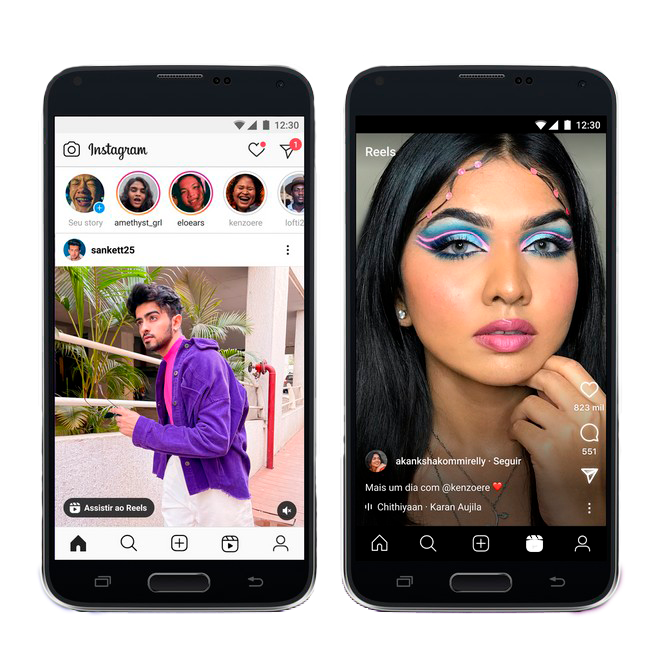 12:30
Instagram
1
Seu story
amethyst_grl
eloears
kenzoere
lofti2
sankett25
Assistir ao Reels
12:30
Reels
823 mil
551
akankshakommirelly · Seguir
Mais um dia com @kenzoere ❤️
Chithiyaan · Karan Aujila